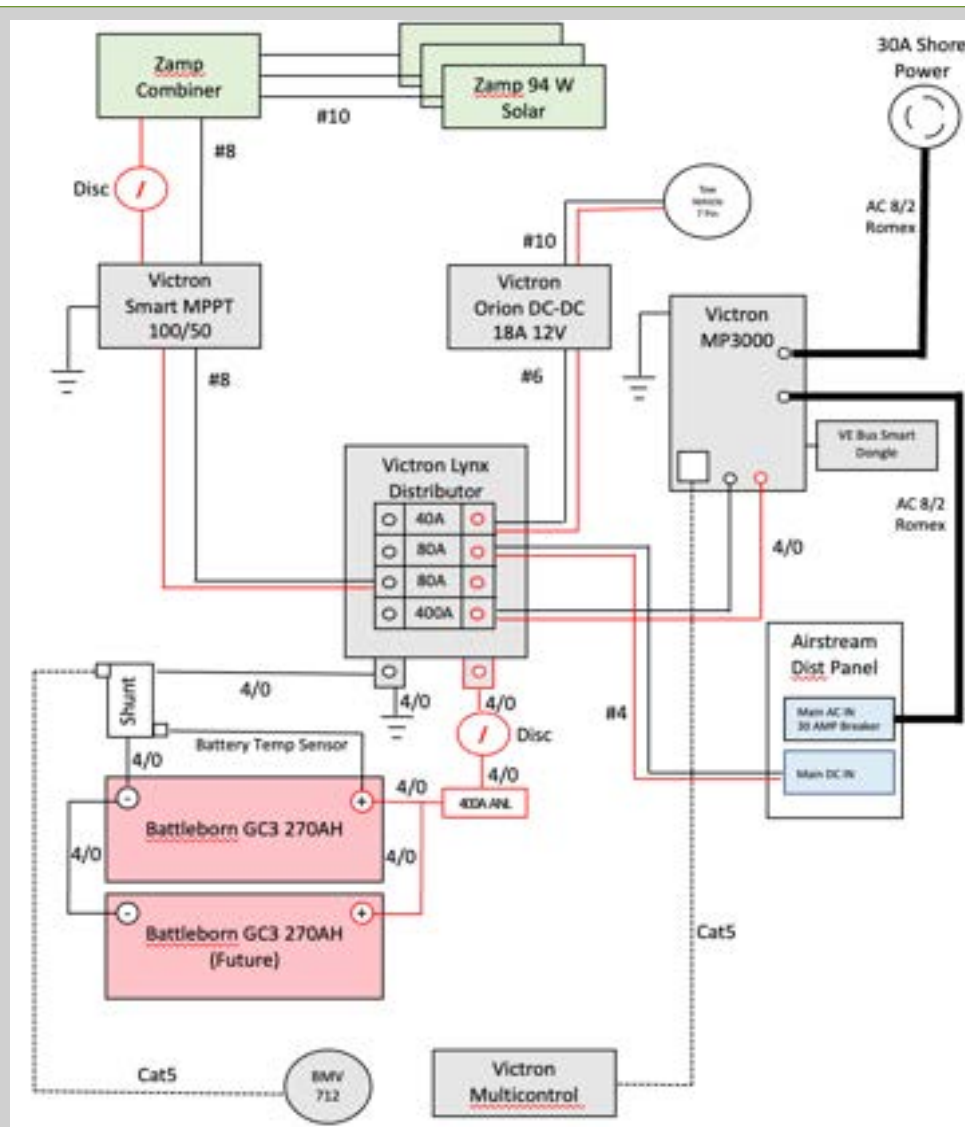 Zamp
Combiner
Zamp 94 W
Solar
30A Shore
Power
#10
#8
Disc
Tow
Vehicle
7 Pin
AC 8/2
Romex
#10
Victron
Smart MPPT
100/50
Victron
Orion DC-DC
18A 12V
Victron
MP3000
#8
#6
VE Bus Smart
Dongle
Victron Lynx
Distributor
40A
80A
80A
400A
AC 8/2
Romex
4/0
Airstream
Dist Panel
Main AC IN
30 AMP Breaker
Main DC IN
Shunt
4/0
4/0
4/0
#4
Disc
Battery Temp Sensor
4/0
4/0
4/0
400A ANL
-
+
Battleborn GC3 270AH
4/0
4/0
-
+
Battleborn GC3 270AH
(Future)
Cat5
Cat5
BMV
712
Victron
Multicontrol